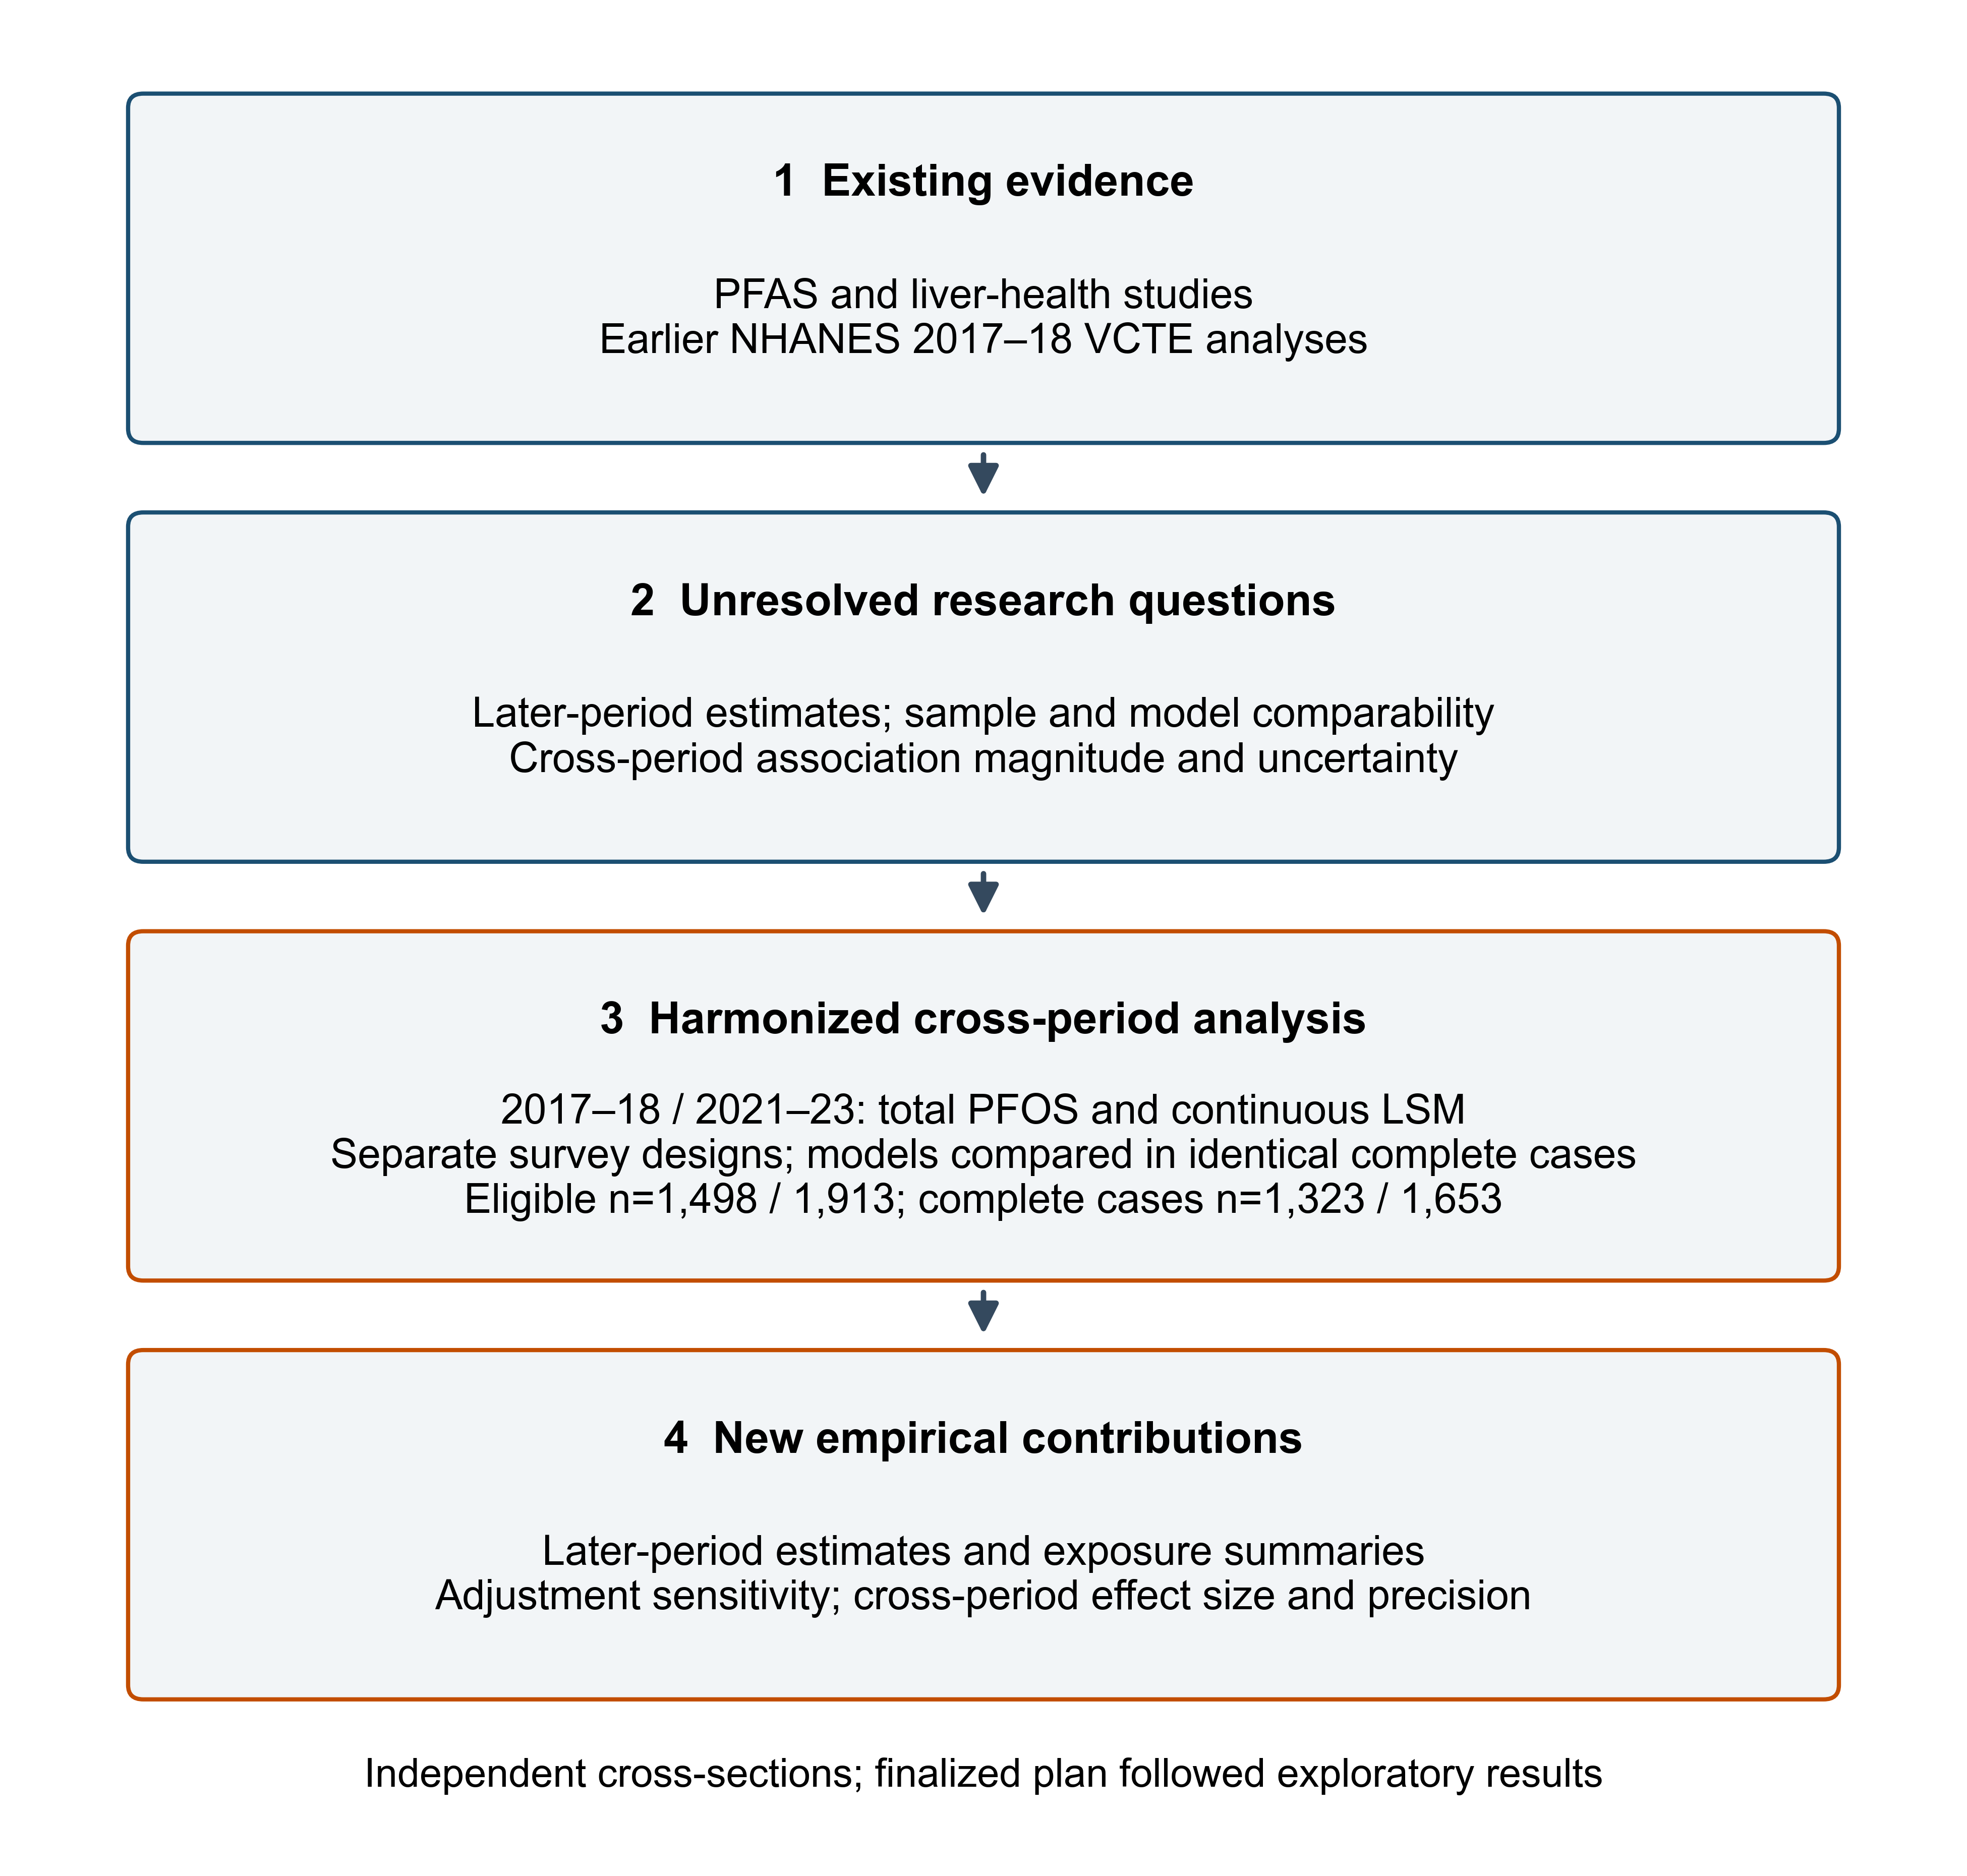 1 Existing evidence
PFAS and liver-health studies
Earlier NHANES 2017–18 VCTE analyses
2 Unresolved research questions
Later-period estimates; sample and model comparability
Cross-period association magnitude and uncertainty
3 Harmonized cross-period analysis
2017–18 / 2021–23: total PFOS and continuous LSM
Separate survey designs; models compared in identical complete cases
Eligible n=1,498 / 1,913; complete cases n=1,323 / 1,653
4 New empirical contributions
Later-period estimates and exposure summaries
Adjustment sensitivity; cross-period effect size and precision
Independent cross-sections; finalized plan followed exploratory results